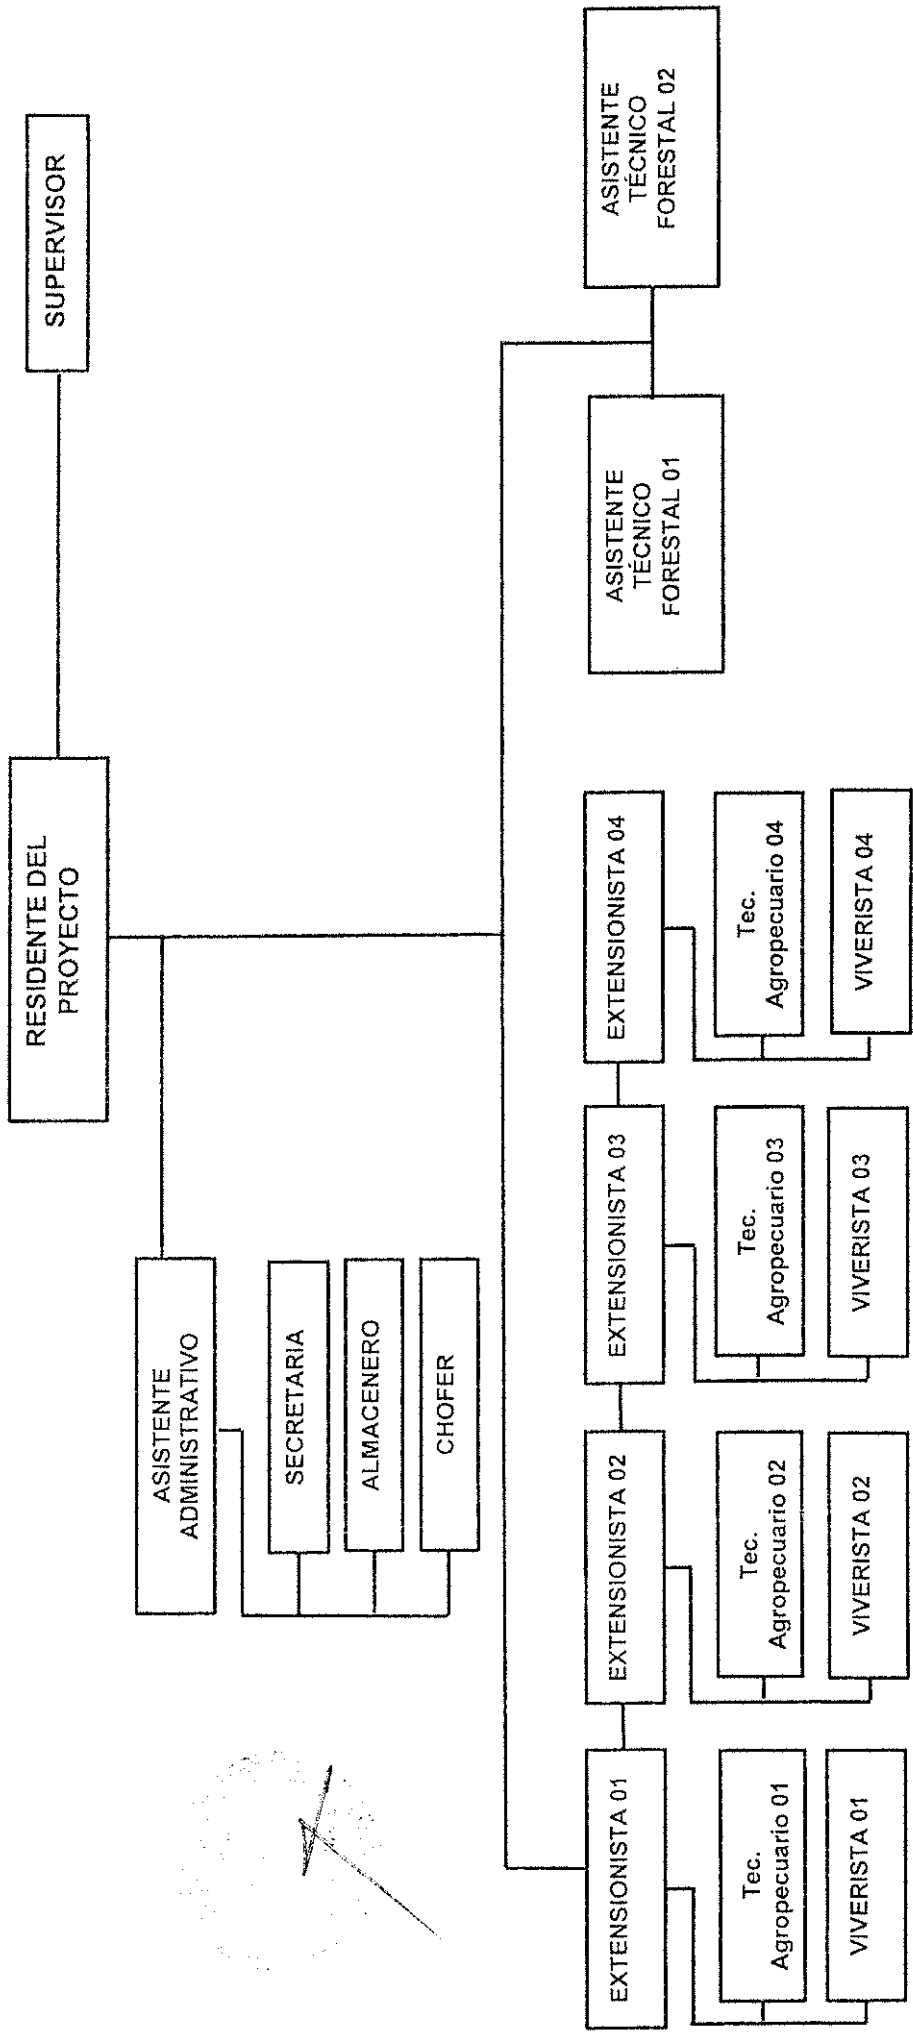 RESIDENTE DEL
PROYECTO
SUPERVISOR
ASISTENTE
ADMINISTRATIVO
SECRETARIA
ALMACENERO
CHOFER
EXTENSIONISTA 01
Tec.
Agropecuario 01
VIVERISTA 01
EXTENSIONISTA 02
Tec.
Agropecuario 02
VIVERISTA 02
EXTENSIONISTA 03
Tec.
Agropecuario 03
VIVERISTA 03
EXTENSIONISTA 04
Tec.
Agropecuario 04
VIVERISTA 04
ASISTENTE
TÉCNICO
FORESTAL 01
ASISTENTE
TÉCNICO
FORESTAL 02